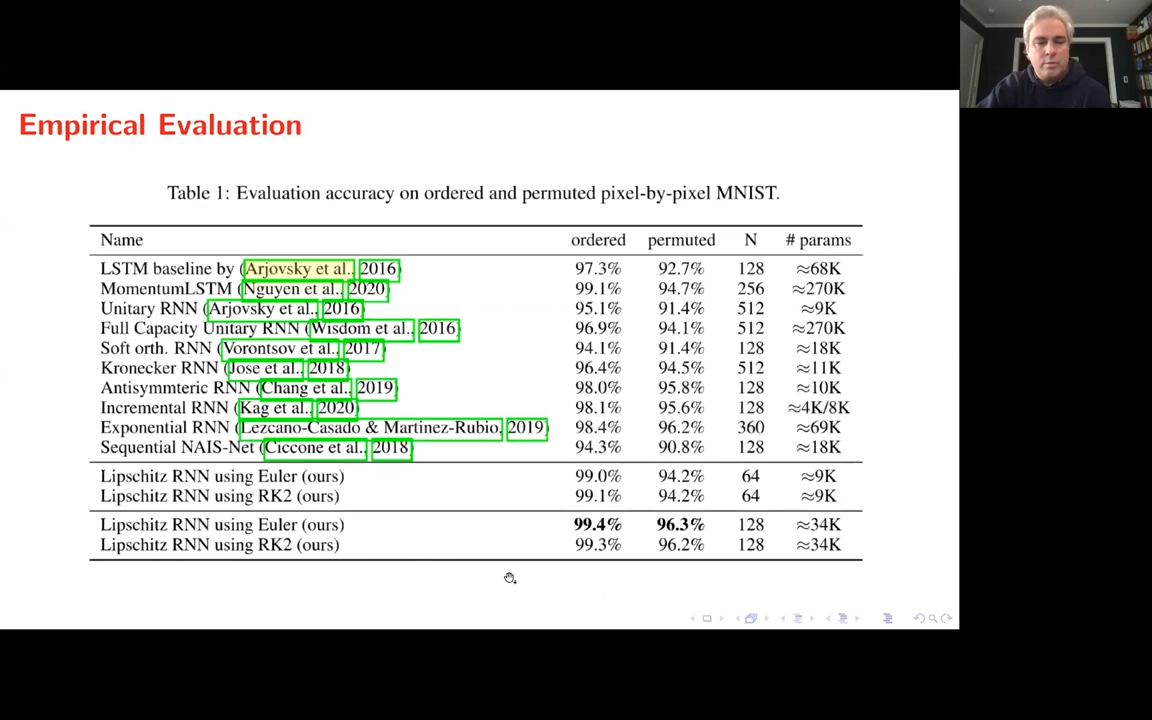 Empirical Evaluation
Table 1: Evaluation accuracy on ordered and permuted pixel-by-pixel MNIST.
Name ordered permuted N # params
LSTM baseline by (Arjovsky et al., 2016) 97.3% 92.7% 128 ≈68K
MomentumLSTM (Nguyen et al., 2020) 99.1% 94.7% 256 ≈270K
Unitary RNN (Arjovsky et al., 2016) 95.1% 91.4% 512 ≈9K
Full Capacity Unitary RNN (Wisdom et al., 2016) 96.9% 94.1% 512 ≈270K
Soft orth. RNN (Vorontsov et al., 2017) 94.1% 91.4% 128 ≈18K
Kronecker RNN (Jose et al., 2018) 96.4% 94.5% 512 ≈11K
Antisymmteric RNN (Chang et al., 2019) 98.0% 95.8% 128 ≈10K
Incremental RNN (Kag et al., 2020) 98.1% 95.6% 128 ≈4K/8K
Exponential RNN (Lezcano-Casado & Martinez-Rubio, 2019) 98.4% 96.2% 360 ≈69K
Sequential NAIS-Net (Ciccone et al., 2018) 94.3% 90.8% 128 ≈18K
Lipschitz RNN using Euler (ours) 99.0% 94.2% 64 ≈9K
Lipschitz RNN using RK2 (ours) 99.1% 94.2% 64 ≈9K
Lipschitz RNN using Euler (ours) 99.4% 96.3% 128 ≈34K
Lipschitz RNN using RK2 (ours) 99.3% 96.2% 128 ≈34K